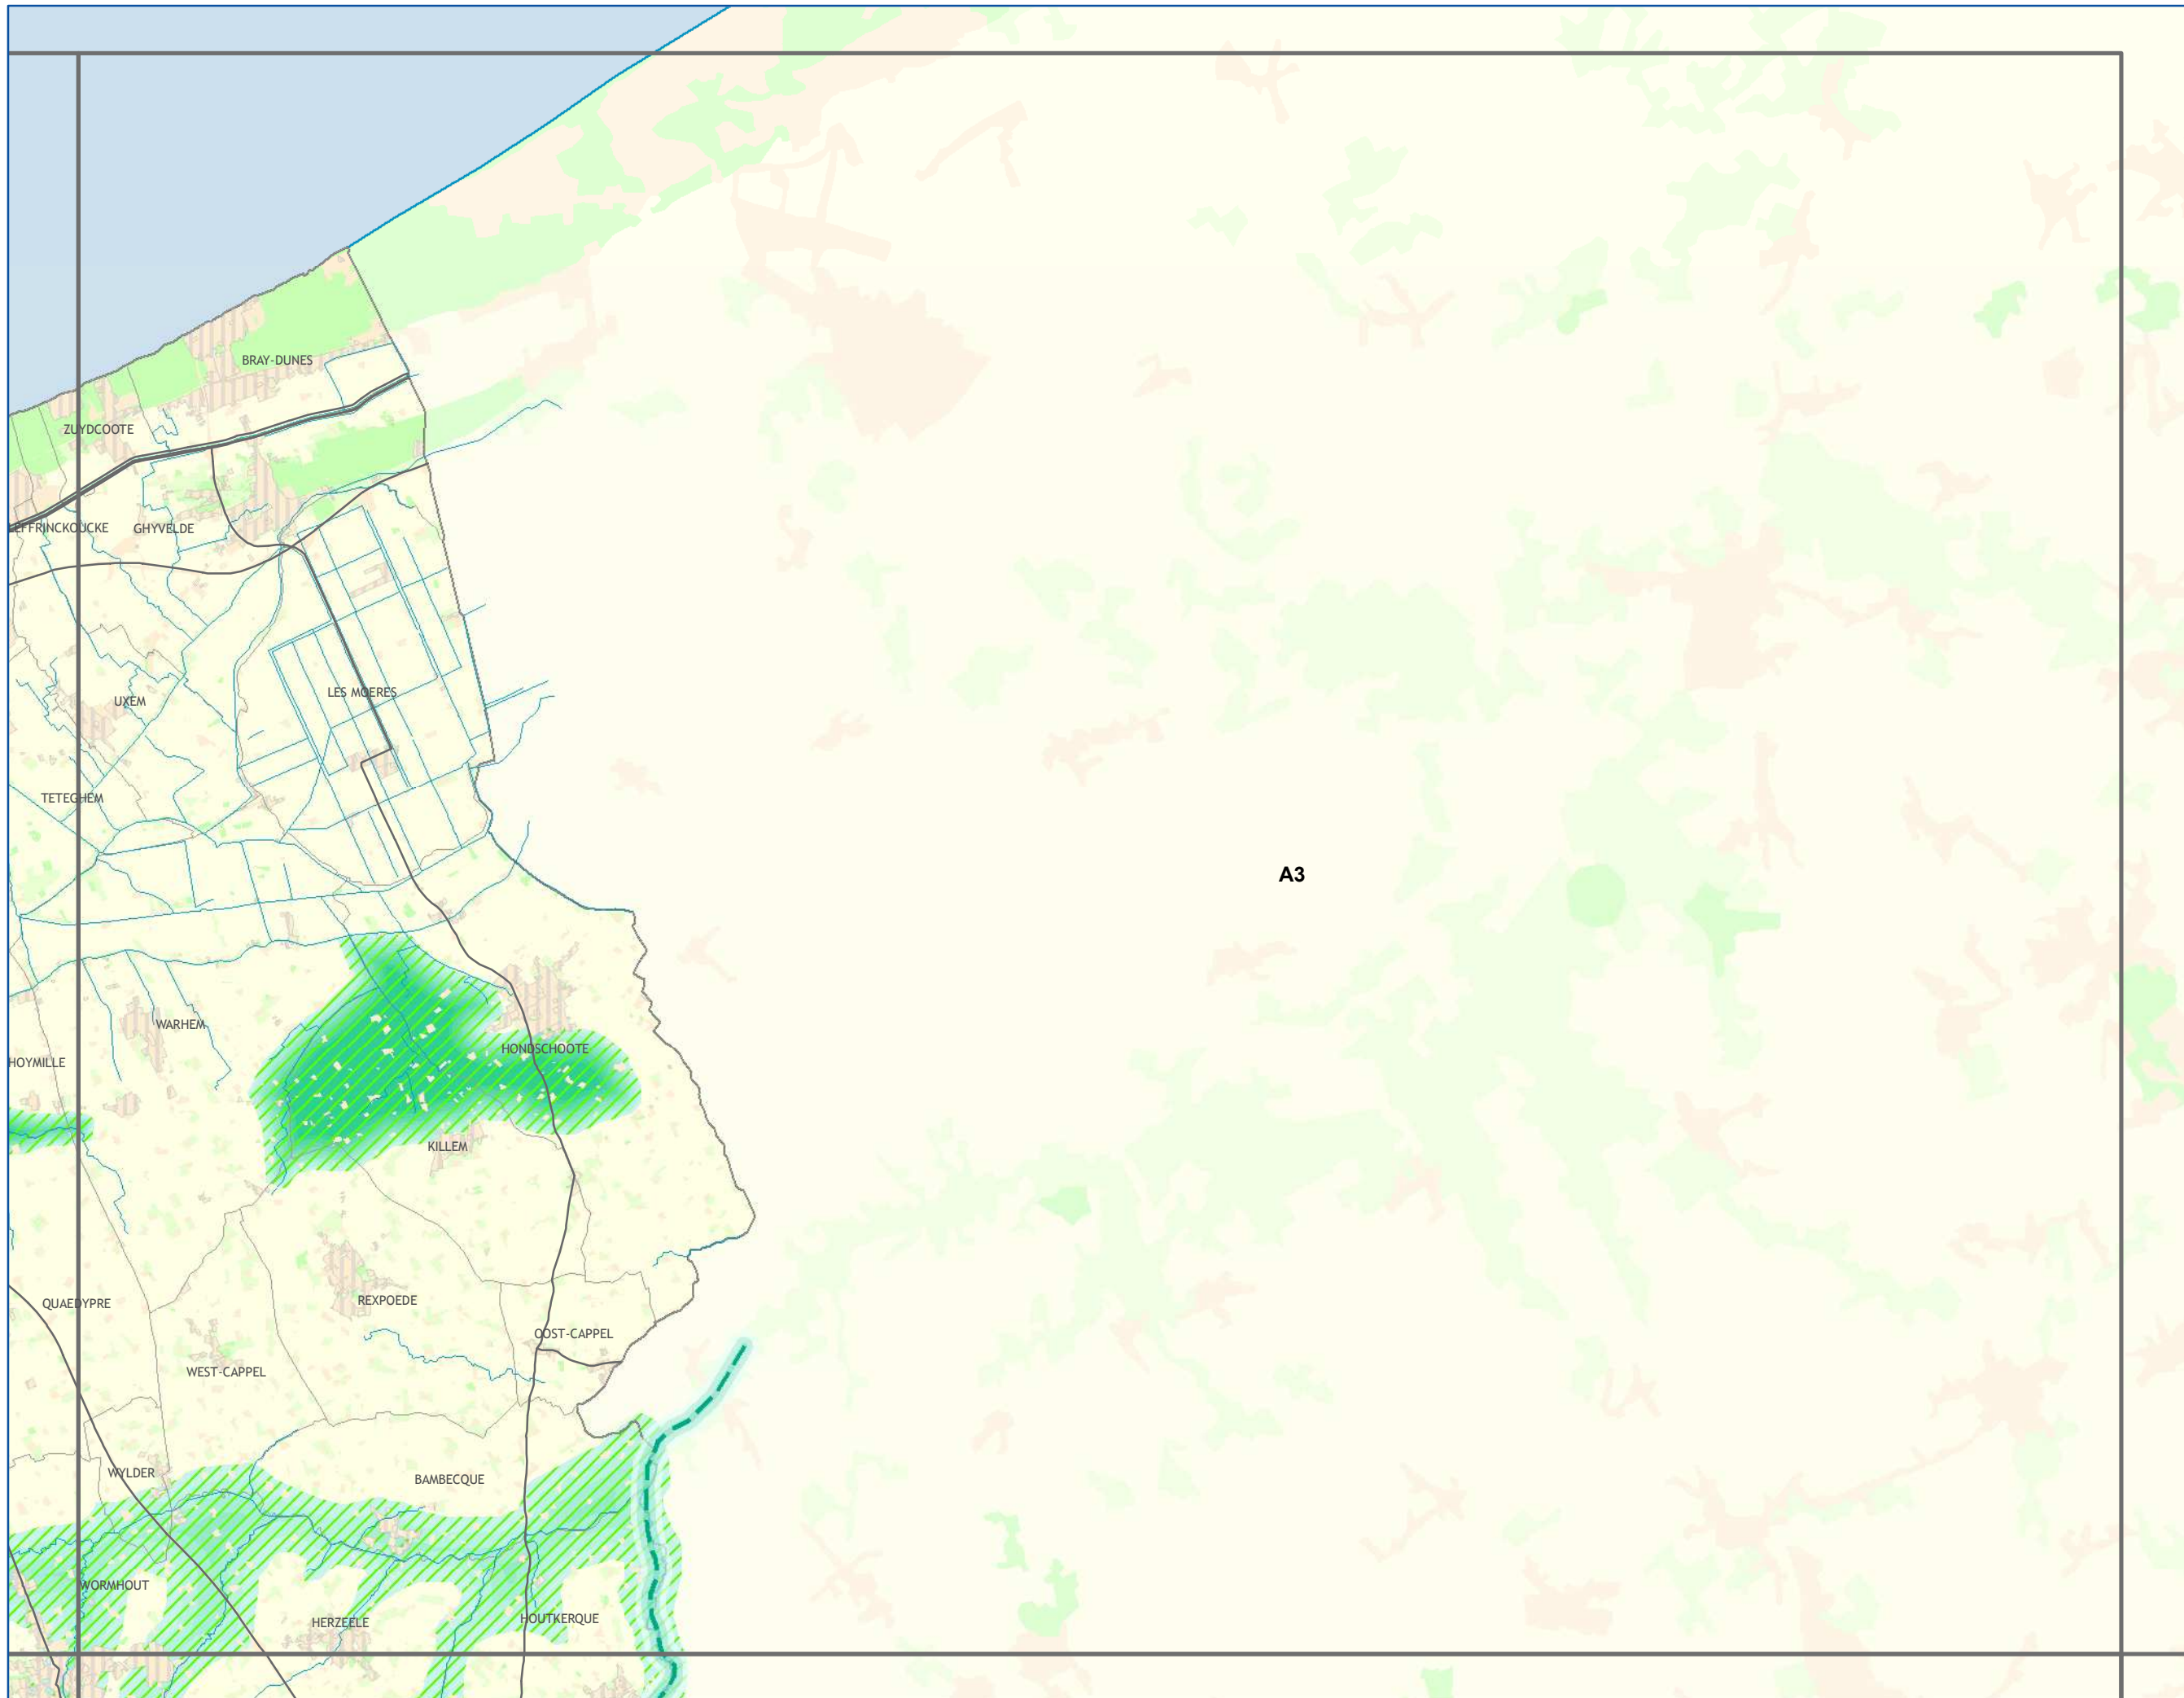 BRAY-DUNES
ZUYDCOOTE
LEFFRINCKOUCKE
GHYVELDE
LES MOERES
UXEM
TETEGHEM
A3
WARHEM
HONDSCHOOTE
HOYMILLE
KILLEM
REXPOEDE
QUAEDYPRE
OOST-CAPPEL
WEST-CAPPEL
WYLDER
BAMBECQUE
WORMHOUT
HOUTKERQUE
HERZEELE